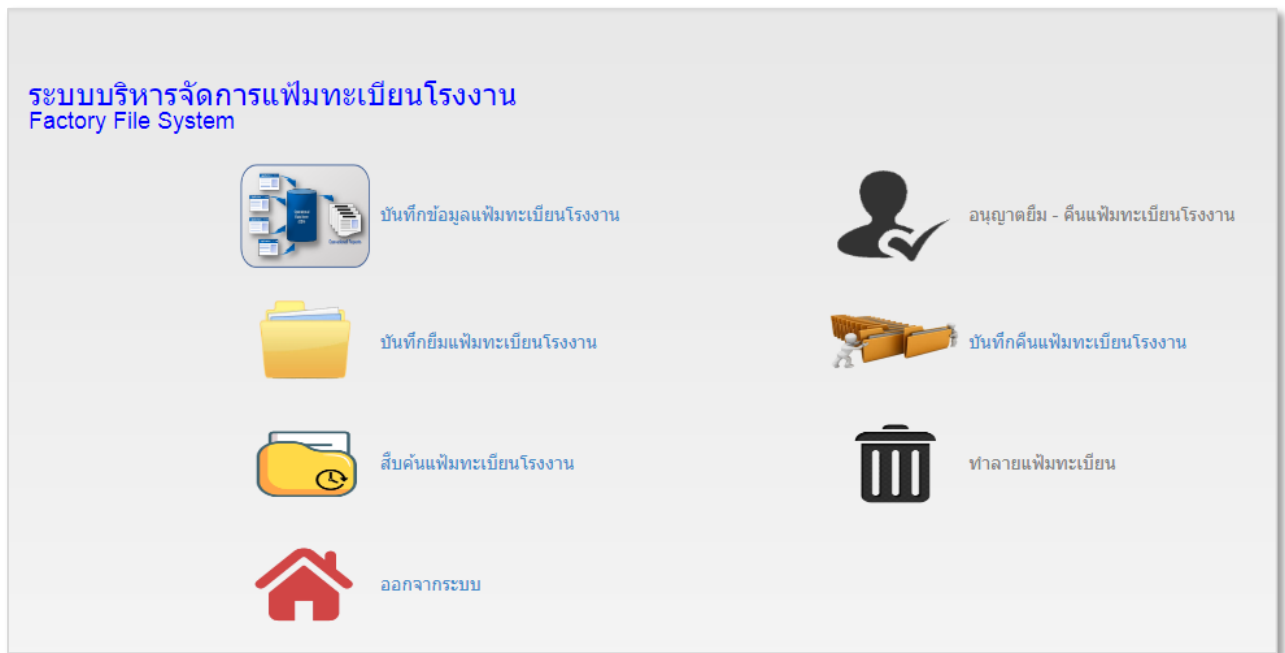 ระบบบริหารจัดการแฟ้มทะเบียนโรงงาน
Factory File System
บันทึกข้อมูลแฟ้มทะเบียนโรงงาน
อนุญาตยืม - คืนแฟ้มทะเบียนโรงงาน
บันทึกยืมแฟ้มทะเบียนโรงงาน
บันทึกคืนแฟ้มทะเบียนโรงงาน
สืบค้นแฟ้มทะเบียนโรงงาน
ทำลายแฟ้มทะเบียน
ออกจากระบบ